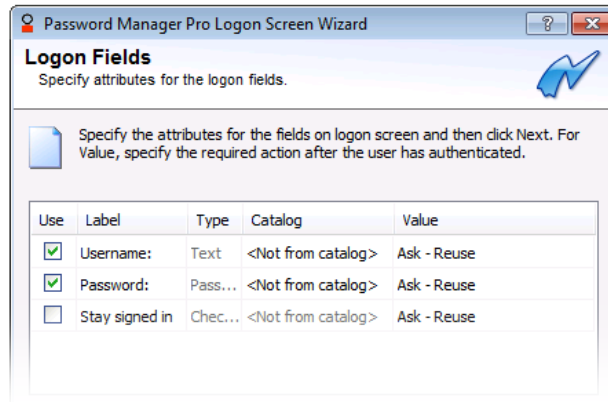 Password Manager Pro Logon Screen Wizard
Logon Fields
Specify attributes for the logon fields.
Specify the attributes for the fields on logon screen and then click Next. For
Value, specify the required action after the user has authenticated.
Use Label Type Catalog Value
Username: Text <Not from catalog> Ask - Reuse
Password: Pass... <Not from catalog> Ask - Reuse
Stay signed in Chec... <Not from catalog> Ask - Reuse